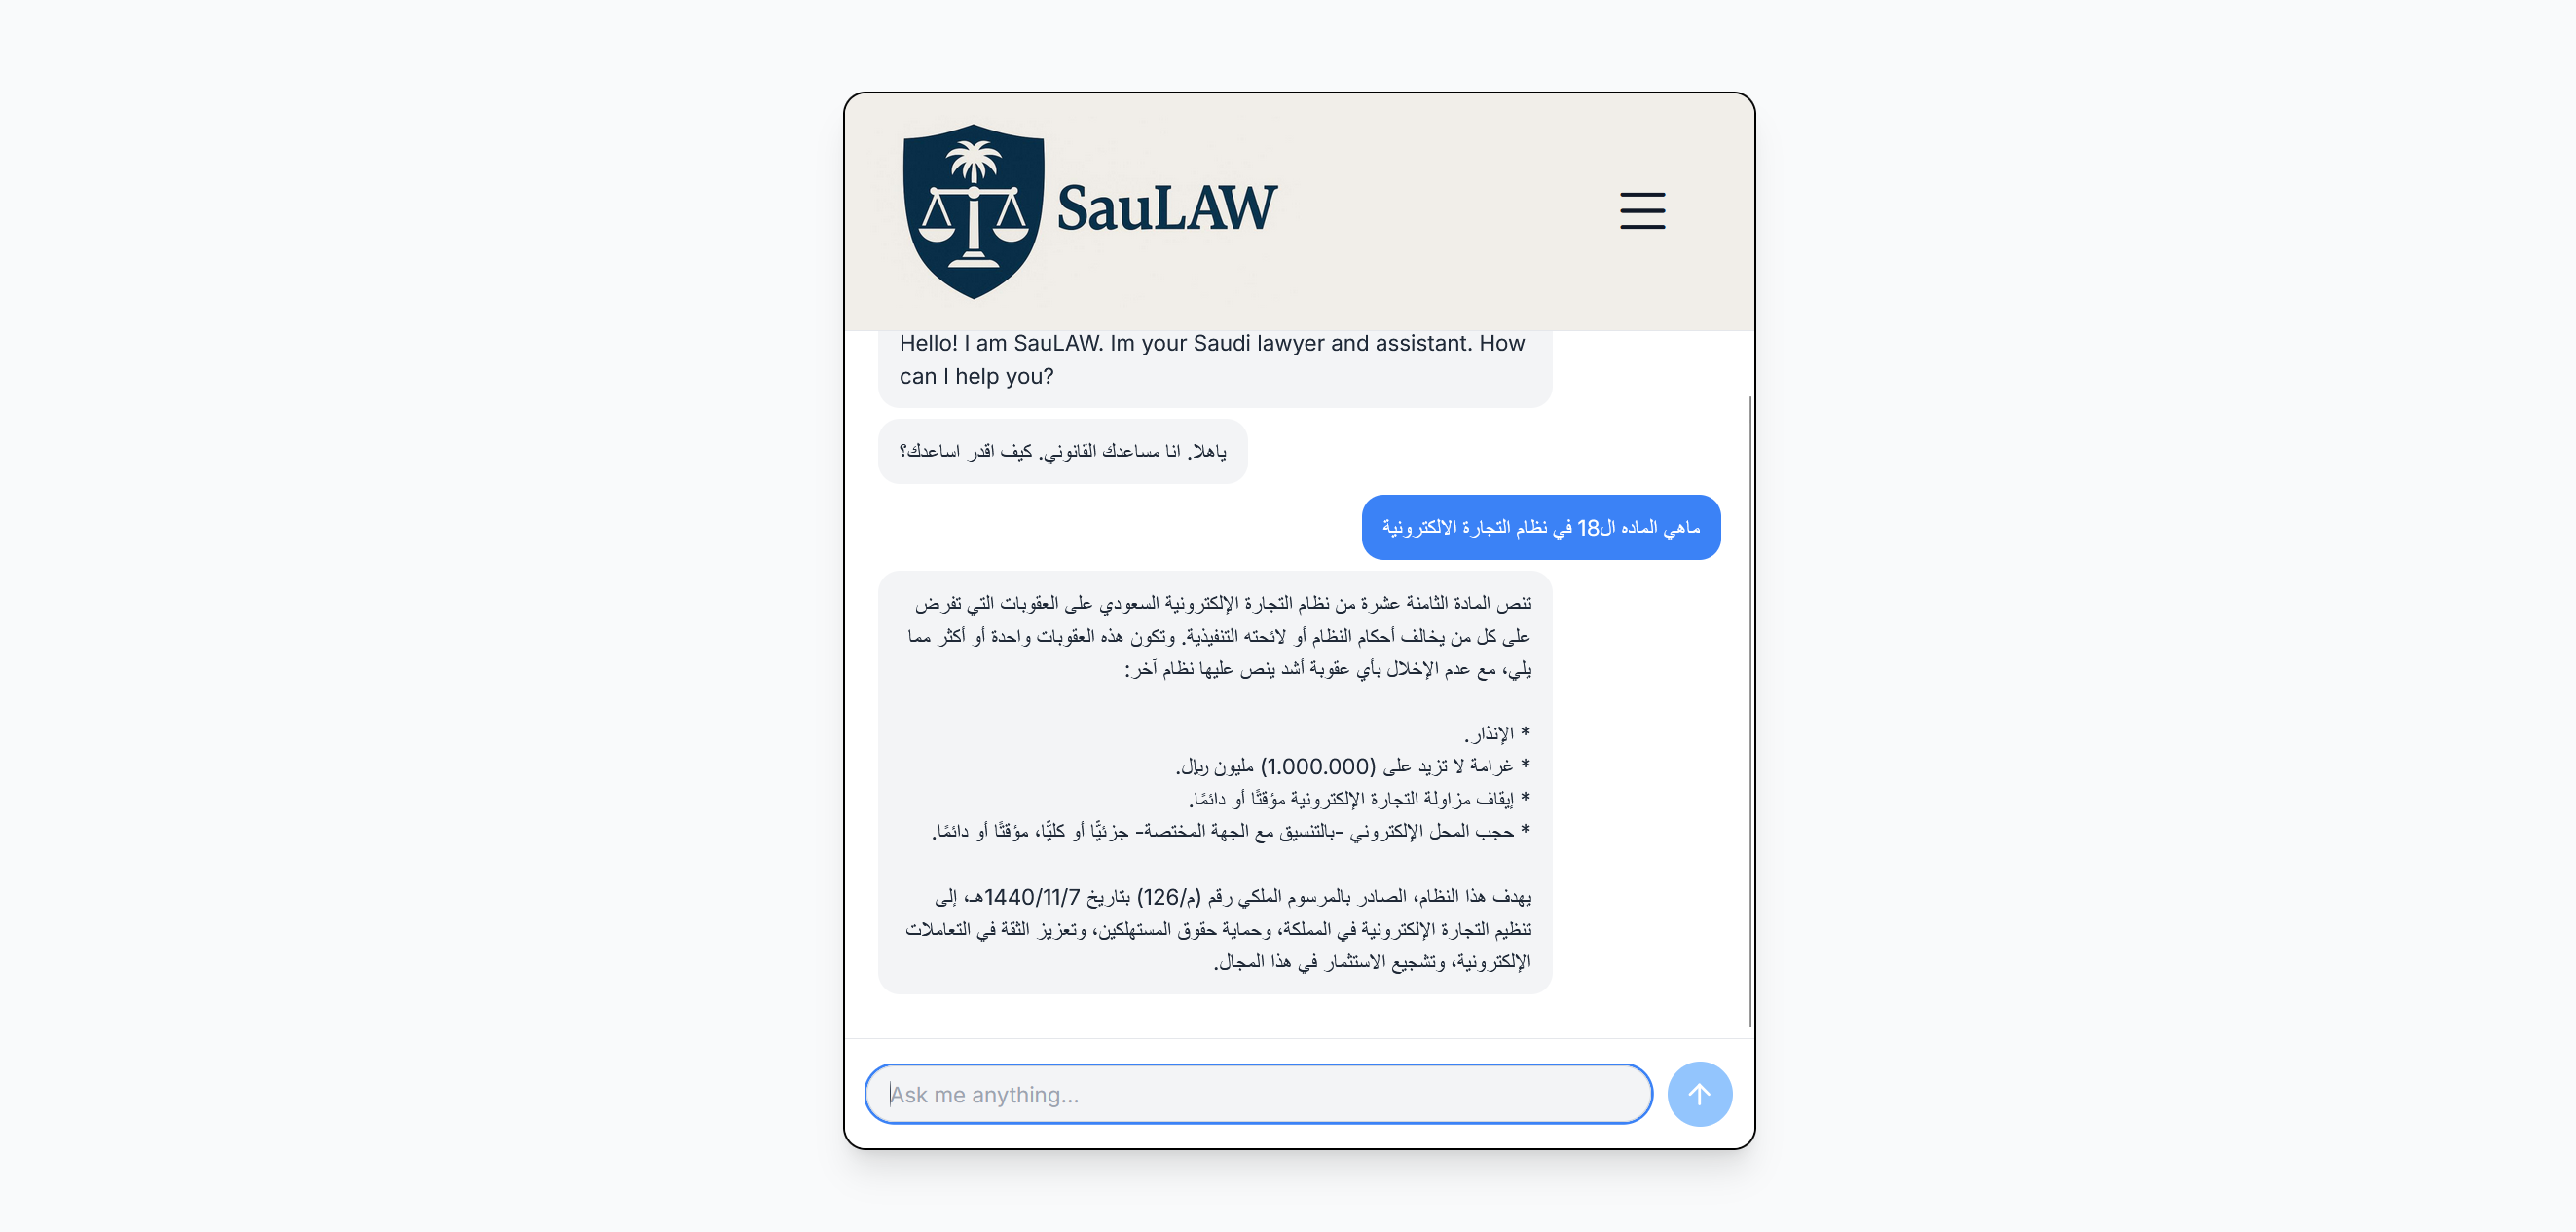 SauLAW
Hello! I am SauLAW. Im your Saudi lawyer and assistant. How
can I help you?
ياهلا. انا مساعدك القانوني. كيف اقدر اساعدك؟
ماهي الماده ال18 في نظام التجارة الالكترونية
تنص المادة الثامنة عشرة من نظام التجارة الإلكترونية السعودي على العقوبات التي تفرض
على كل من يخالف أحكام النظام أو لائحته التنفيذية. وتكون هذه العقوبات واحدة أو أكثر مما
يلي، مع عدم الإخلال بأي عقوبة أشد ينص عليها نظام آخر:
* الإنذار.
* غرامة لا تزيد على (1.000.000) مليون ريال.
* إيقاف مزاولة التجارة الإلكترونية مؤقتًا أو دائمًا.
* حجب المحل الإلكتروني -بالتنسيق مع الجهة المختصة- جزئيًّا أو كليًّا، مؤقتًا أو دائمًا.
يهدف هذا النظام، الصادر بالمرسوم الملكي رقم (م/126) بتاريخ 1440/11/7هـ، إلى
تنظيم التجارة الإلكترونية في المملكة، وحماية حقوق المستهلكين، وتعزيز الثقة في التعاملات
الإلكترونية، وتشجيع الاستثمار في هذا المجال.
Ask me anything...